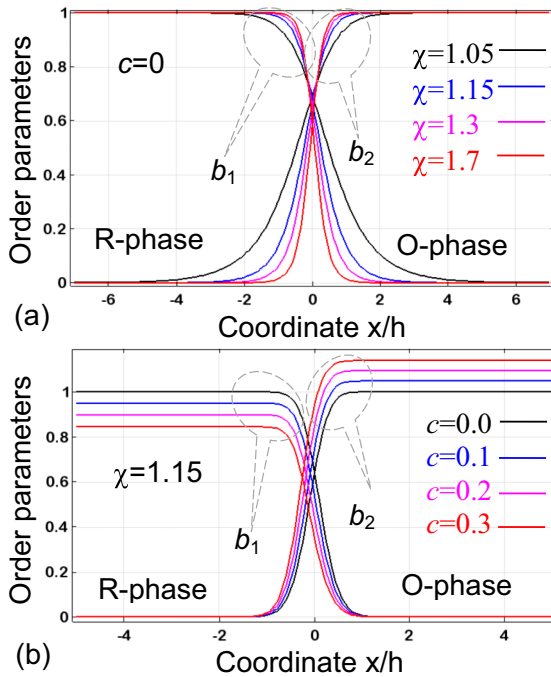 1
0.8
0.6
0.4
0.2
0
Order parameters
c=0
b1
b2
χ=1.05
χ=1.15
χ=1.3
χ=1.7
R-phase
O-phase
-6
-4
-2
0
2
4
6
(a)
Coordinate x/h
1
0.8
0.6
0.4
0.2
0
Order parameters
χ=1.15
b1
b2
c=0.0
c=0.1
c=0.2
c=0.3
R-phase
O-phase
-4
-2
0
2
4
(b)
Coordinate x/h